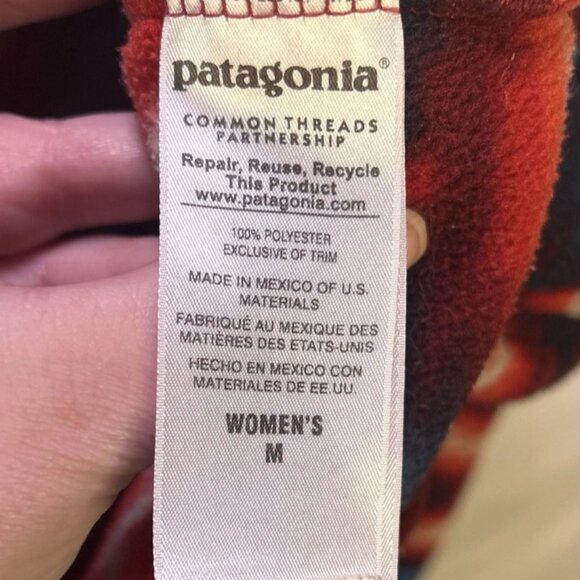 patagonia®
COMMON THREADS
PARTNERSHIP
Repair, Reuse, Recycle
This Product
www.patagonia.com
100% POLYESTER
EXCLUSIVE OF TRIM
MADE IN MEXICO OF U.S.
MATERIALS
FABRIQUÉ AU MEXIQUE DES
MATIÈRES DES ETATS-UNIS
HECHO EN MEXICO CON
MATERIALES DE EE.UU.
WOMEN'S
M